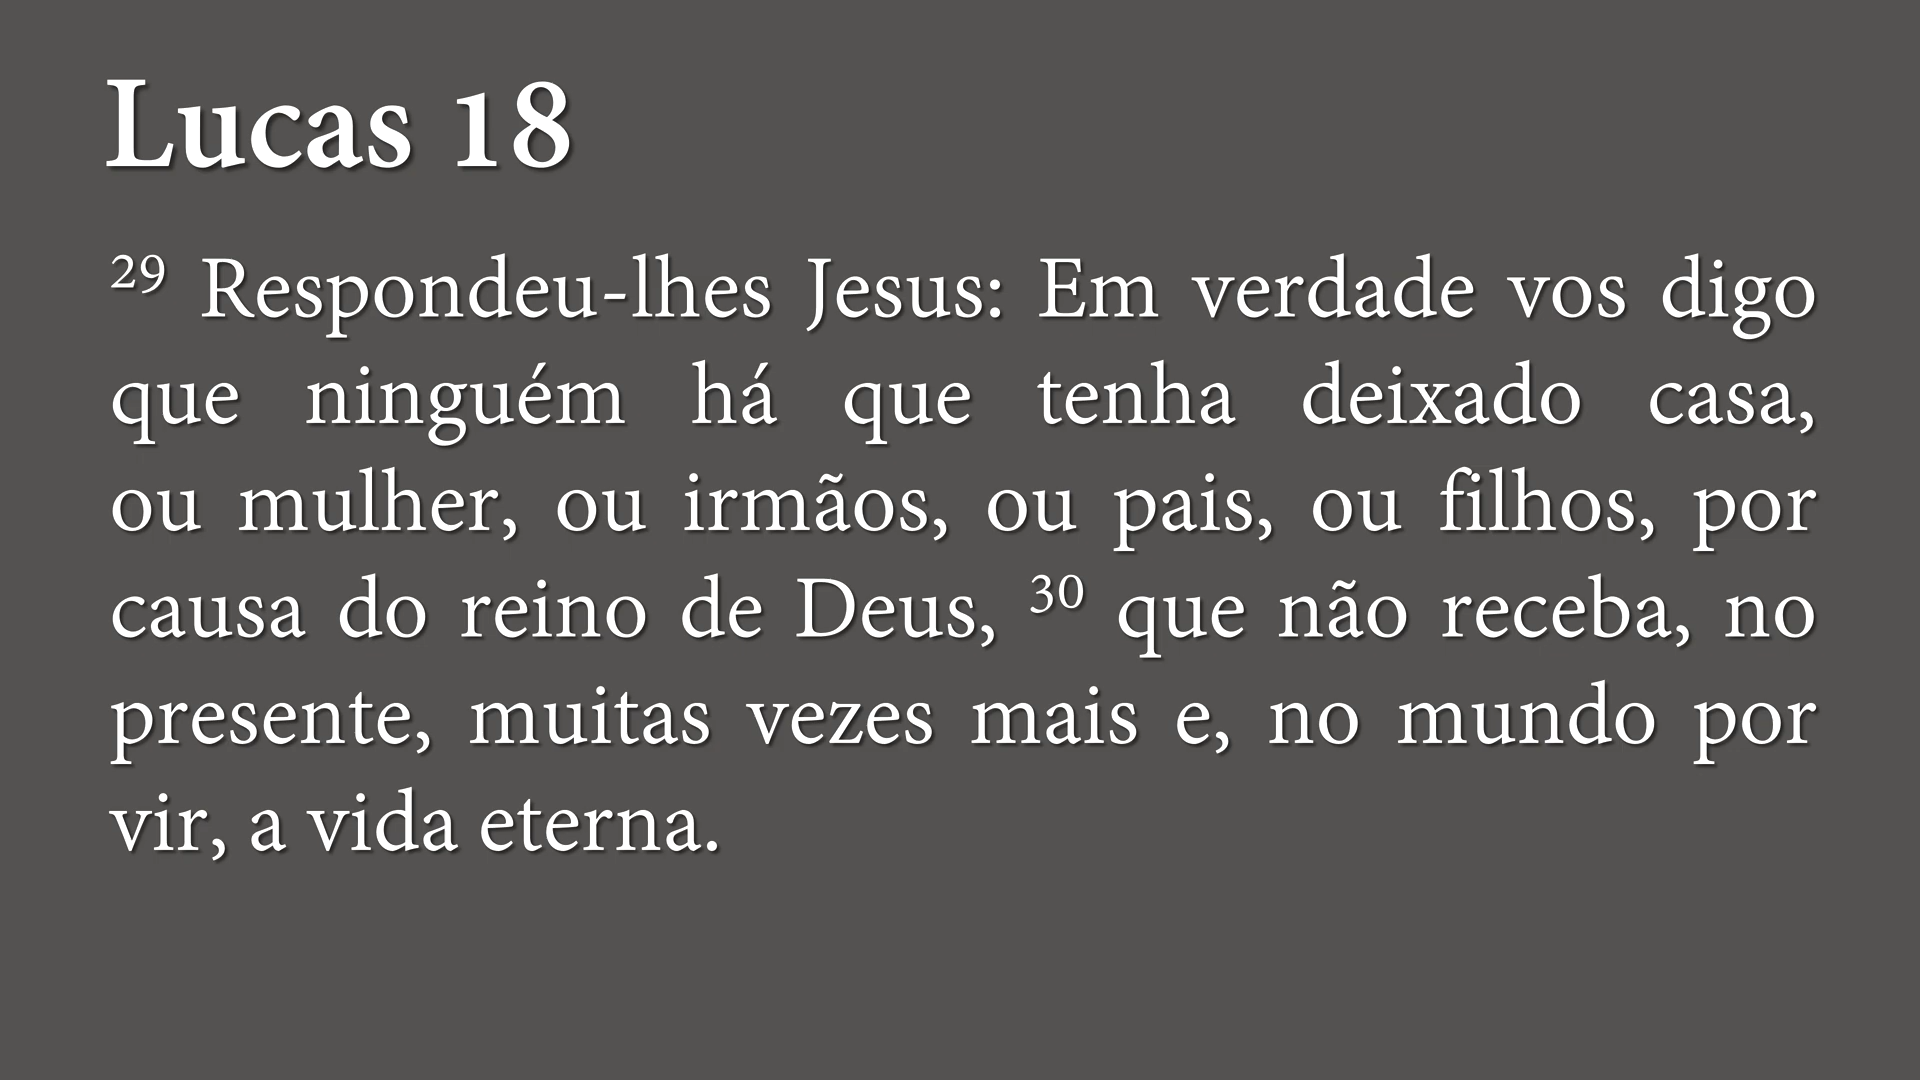 Lucas 18
²⁹ Respondeu-lhes Jesus: Em verdade vos digo
que ninguém há que tenha deixado casa,
ou mulher, ou irmãos, ou pais, ou filhos, por
causa do reino de Deus, ³⁰ que não receba, no
presente, muitas vezes mais e, no mundo por
vir, a vida eterna.